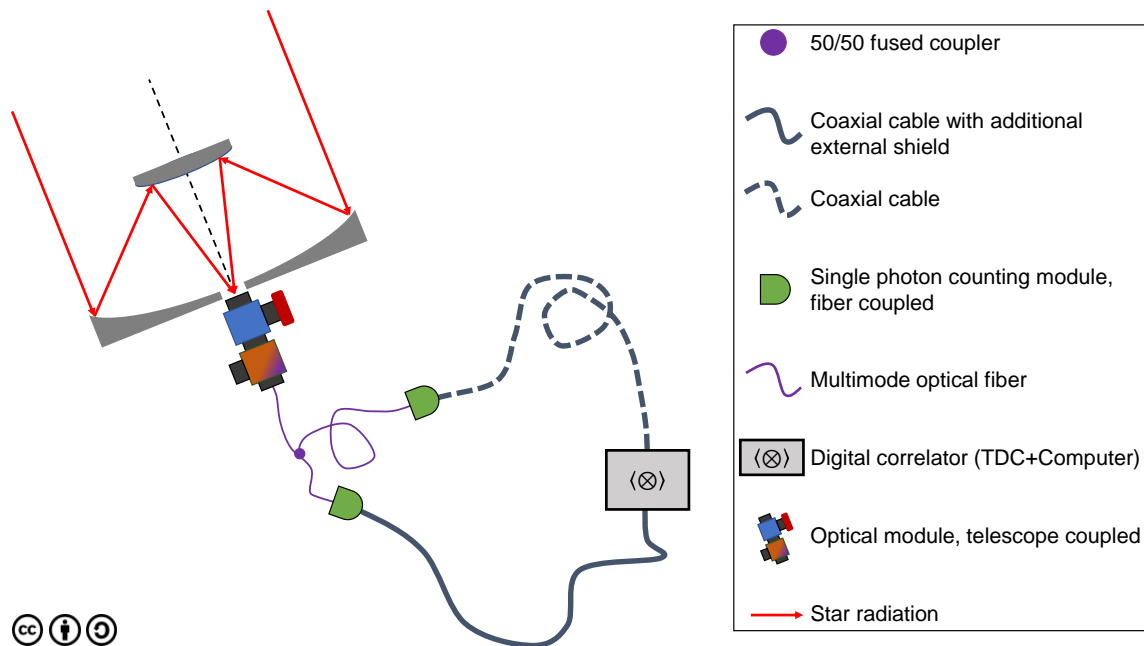 50/50 fused coupler
Coaxial cable with additional
external shield
Coaxial cable
Single photon counting module,
fiber coupled
Multimode optical fiber
⟨⊗⟩
⟨⊗⟩ Digital correlator (TDC+Computer)
Optical module, telescope coupled
Star radiation
cc